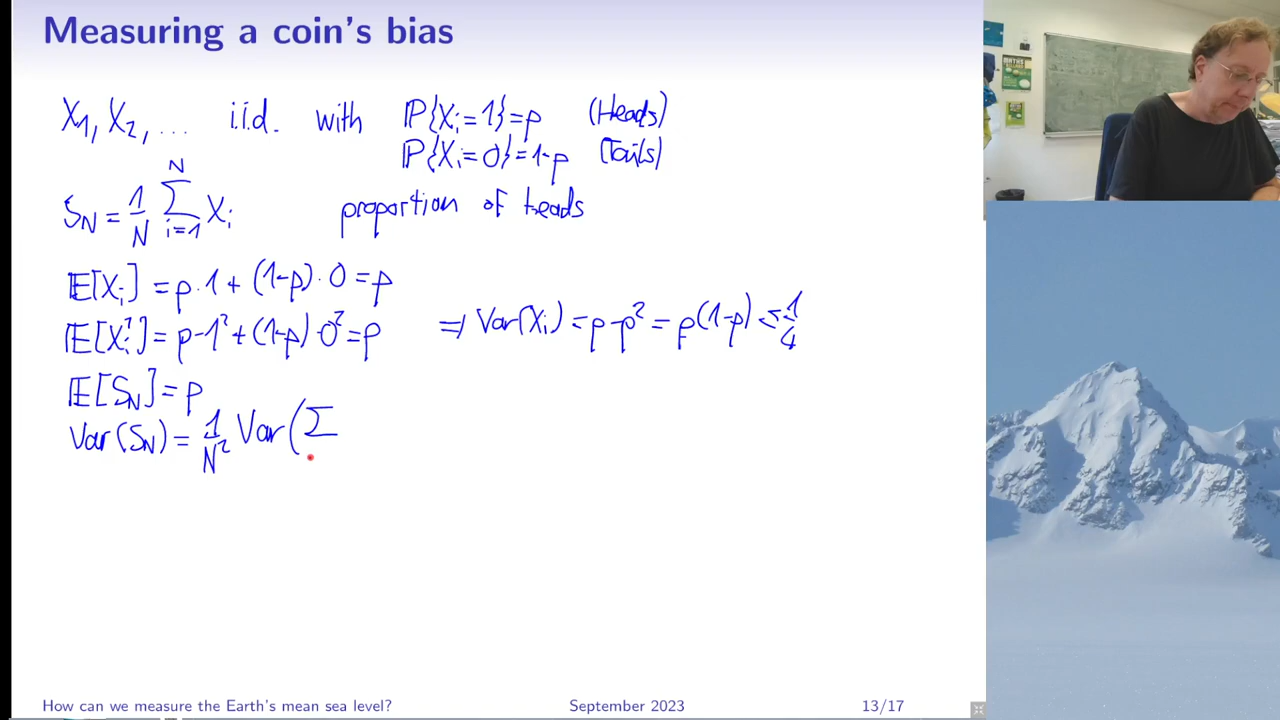 Measuring a coin's bias
X₁, X₂, ... i.i.d. with ℙ{Xᵢ = 1} = p (Heads)
ℙ{Xᵢ = 0} = 1-p (Tails)
S_N = 1/N ∑_{i=1}^{N} Xᵢ proportion of heads
𝔼[Xᵢ] = p·1 + (1-p)·0 = p
𝔼[Xᵢ²] = p·1² + (1-p)·0² = p ⇒ Var(Xᵢ) = p-p² = p(1-p) ≤ 1/4
𝔼[S_N] = p
Var(S_N) = 1/N² Var(∑
How can we measure the Earth's mean sea level? September 2023 13/17